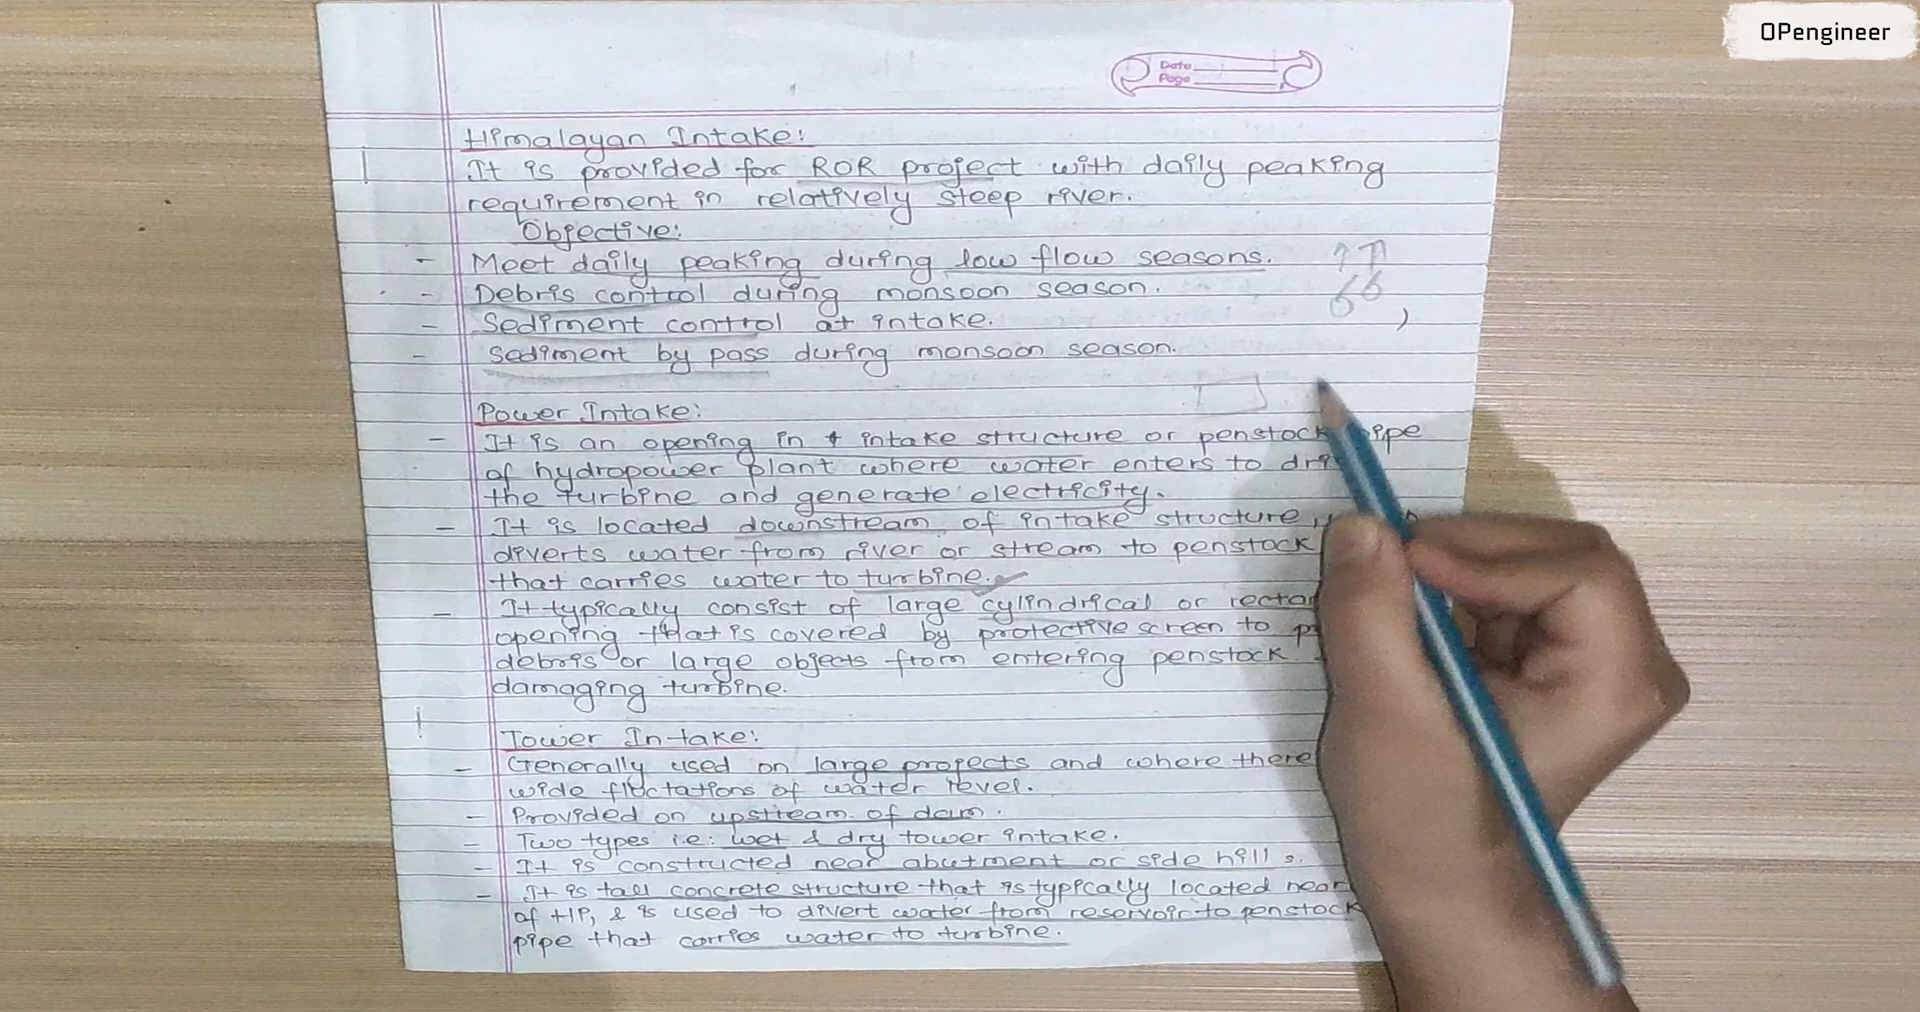 OPengineer
Date
Page
Himalayan Intake:
It is provided for ROR project with daily peaking
requirement in relatively steep river.
Objective:
- Meet daily peaking during low flow seasons.
- Debris control during monsoon season.
- Sediment control at intake.
- Sediment by pass during monsoon season.
Power Intake:
- It is an opening in intake structure or penstock pipe
of hydropower plant where water enters to
the turbine and generate electricity.
- It is located downstream of intake structure,
diverts water from river or stream to penstock
that carries water to turbine.
- It typically consist of large cylindrical or
opening that is covered by protective screen to
debris or large objects from entering penstock
damaging turbine.
Tower Intake:
- Generally used on large projects and where there
wide fluctations of water level.
- Provided on upstream of dam.
- Two types i.e: wet & dry tower intake.
- It is constructed near abutment or side hills.
- It is tall concrete structure that is typically located near
of HP, & is used to divert water from reservoir to penstock
pipe that carries water to turbine.